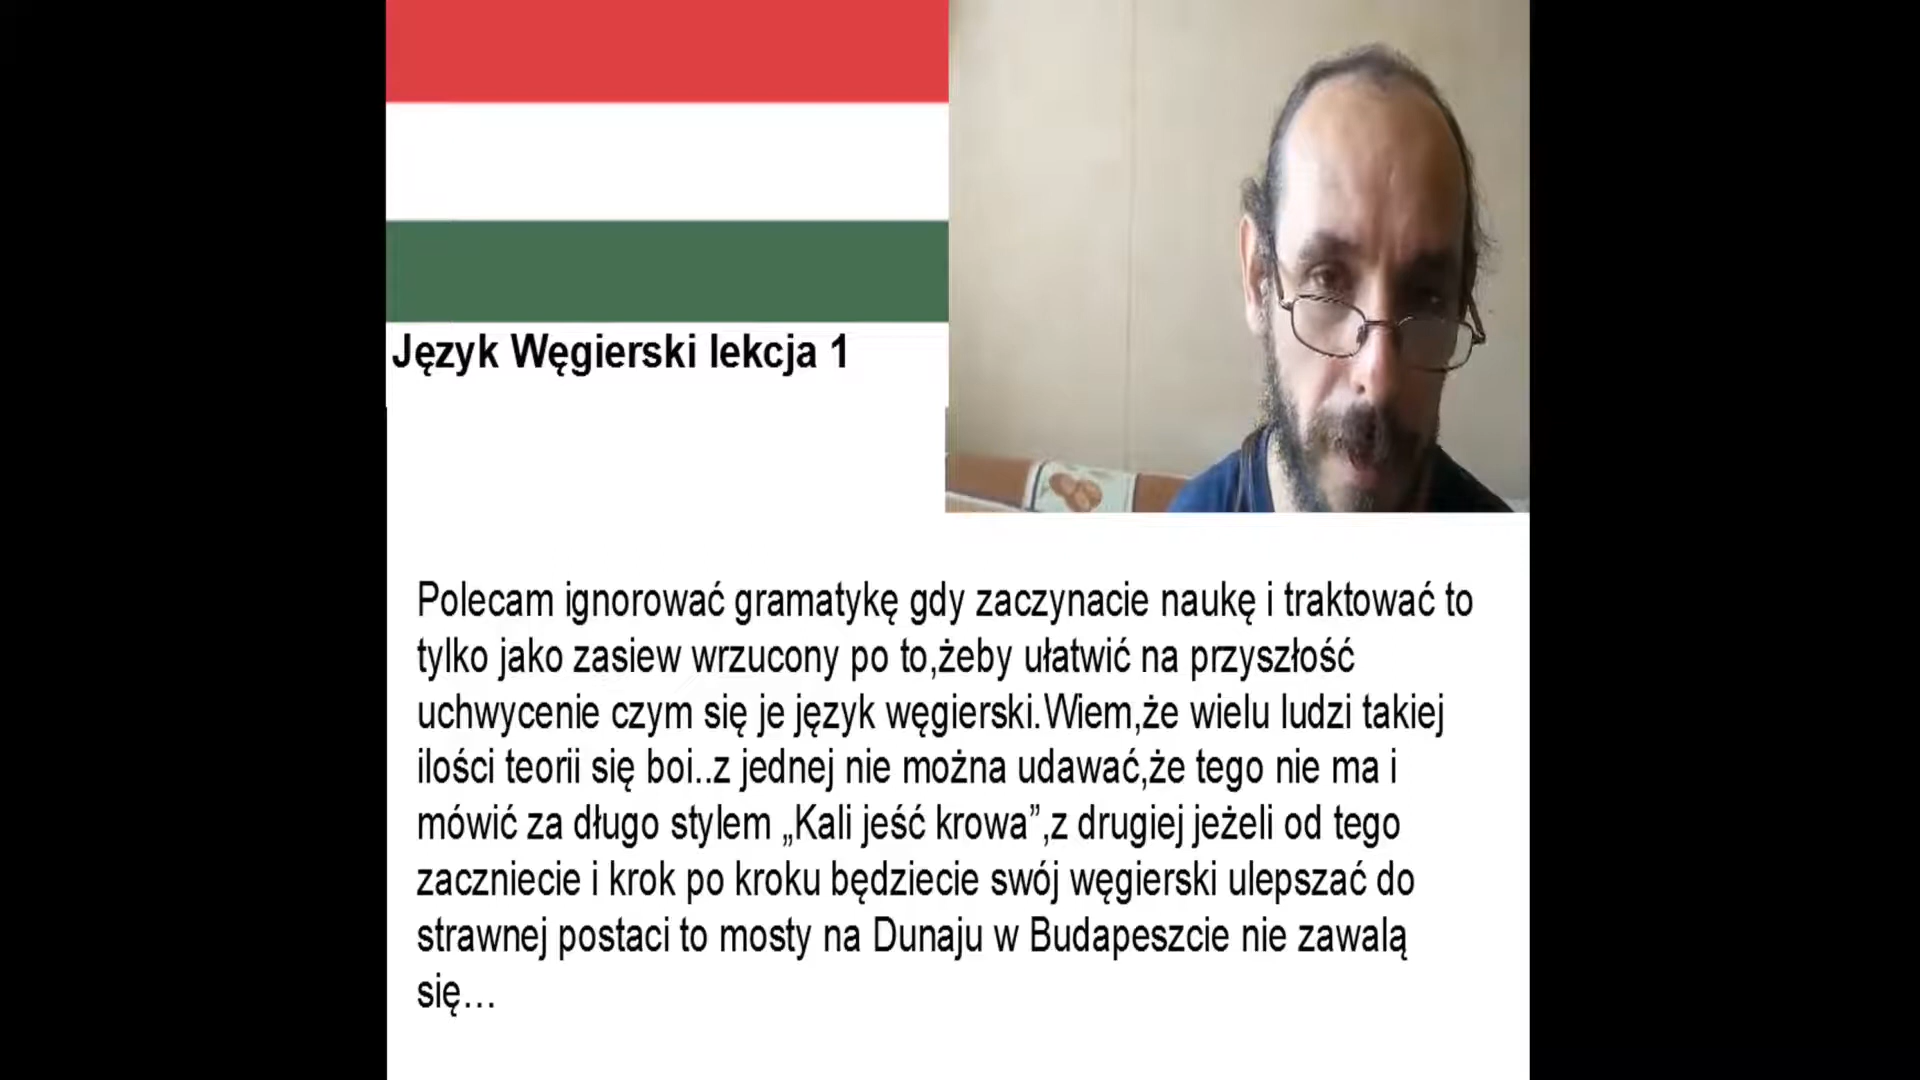 Język Węgierski lekcja 1
Polecam ignorować gramatykę gdy zaczynacie naukę i traktować to
tylko jako zasiew wrzucony po to,żeby ułatwić na przyszłość
uchwycenie czym się je język węgierski.Wiem,że wielu ludzi takiej
ilości teorii się boi..z jednej nie można udawać,że tego nie ma i
mówić za długo stylem „Kali jeść krowa”,z drugiej jeżeli od tego
zaczniecie i krok po kroku będziecie swój węgierski ulepszać do
strawnej postaci to mosty na Dunaju w Budapeszcie nie zawalą
się…